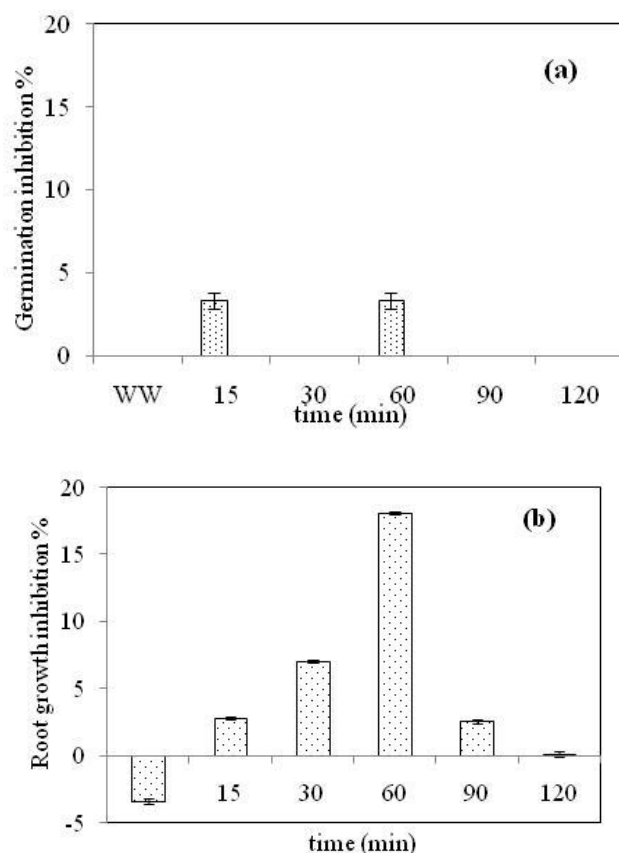 20
(a)
15
10
5
0
Germination inhibition %
WW 15 30 60 90 120
time (min)
20
(b)
15
10
5
0
-5
Root growth inhibition %
15 30 60 90 120
time (min)